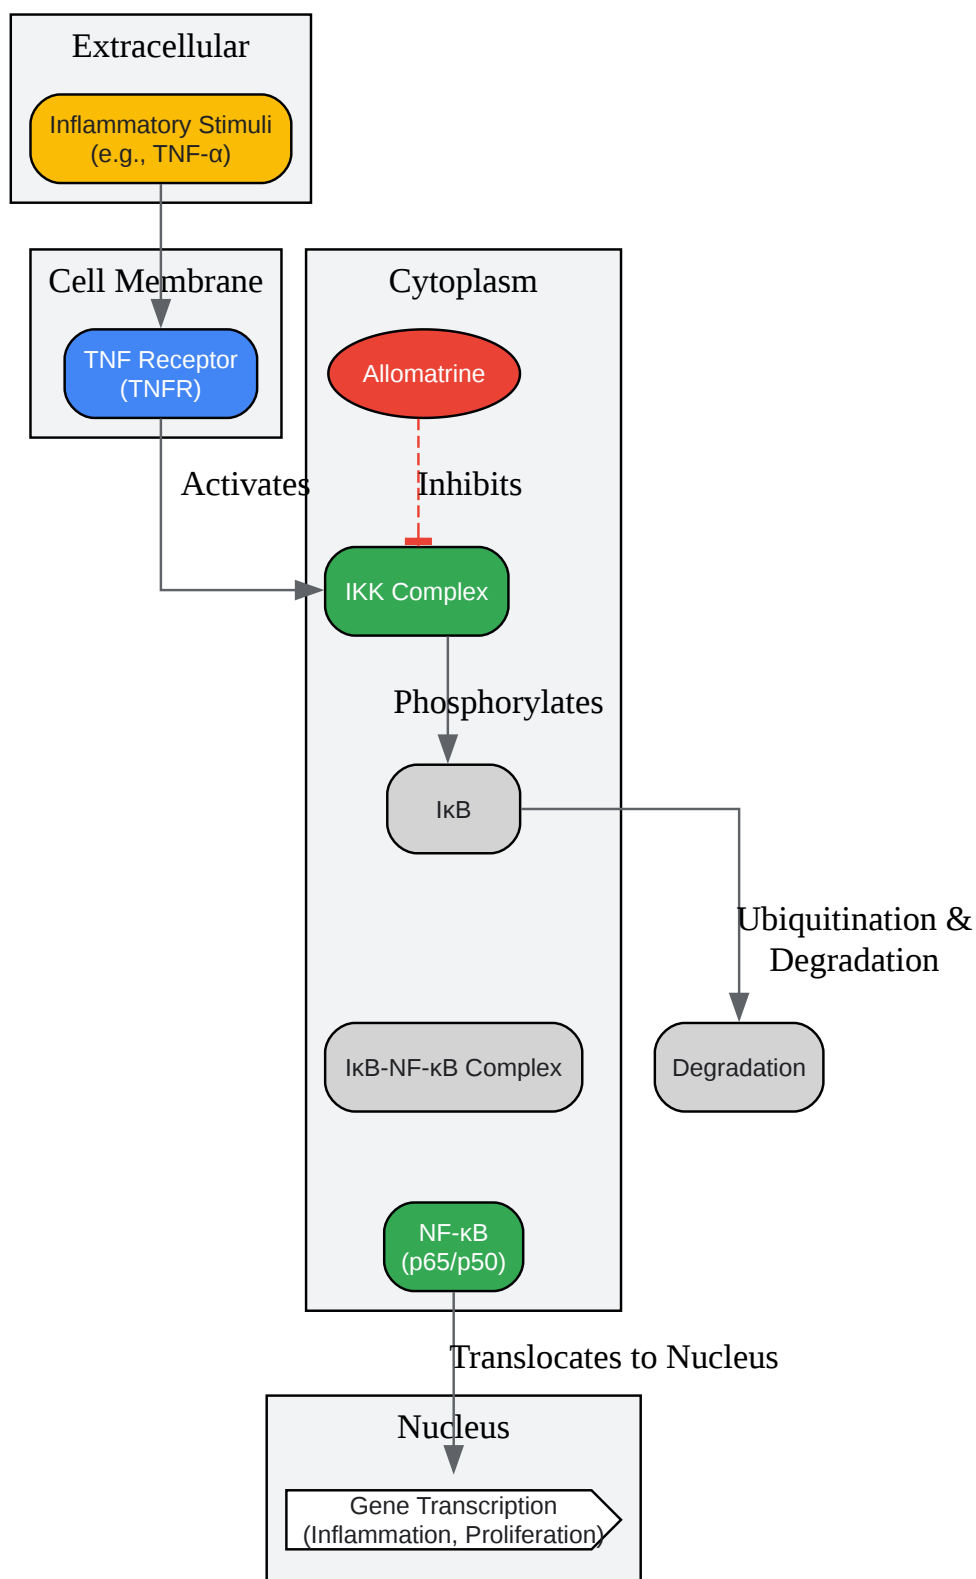 Extracellular
Inflammatory Stimuli
(e.g., TNF-α)
Cell Membrane
Cytoplasm
TNF Receptor
(TNFR)
Allomatrine
Activates
Inhibits
IKK Complex
Phosphorylates
IκB
Ubiquitination &
Degradation
IκB-NF-κB Complex
Degradation
NF-κB
(p65/p50)
Translocates to Nucleus
Nucleus
Gene Transcription
(Inflammation, Proliferation)